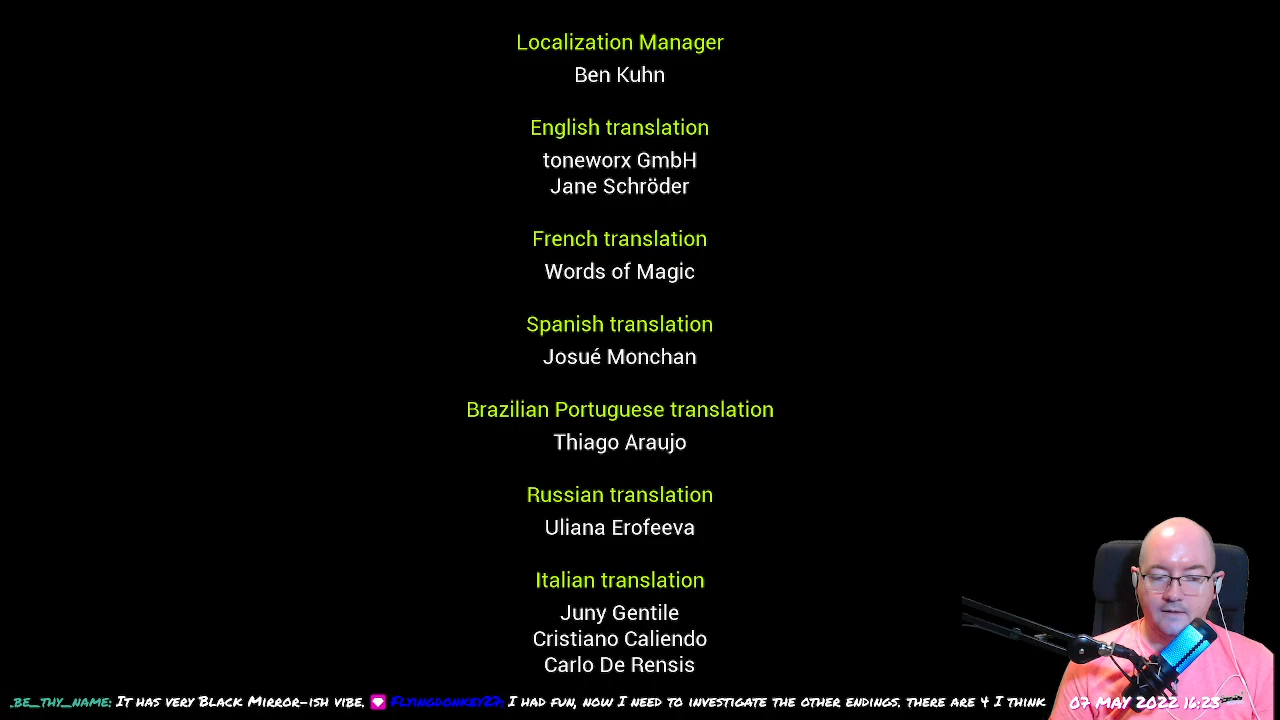 Localization Manager
Ben Kuhn
English translation
toneworx GmbH
Jane Schröder
French translation
Words of Magic
Spanish translation
Josué Monchan
Brazilian Portuguese translation
Thiago Araujo
Russian translation
Uliana Erofeeva
Italian translation
Juny Gentile
Cristiano Caliendo
Carlo De Rensis
.BE_THY_NAME: IT HAS VERY BLACK MIRROR-ISH VIBE. FLYINGDONKEY27: I HAD FUN, NOW I NEED TO INVESTIGATE THE OTHER ENDINGS. THERE ARE 4 I THINK
07 MAY 2022 16:23